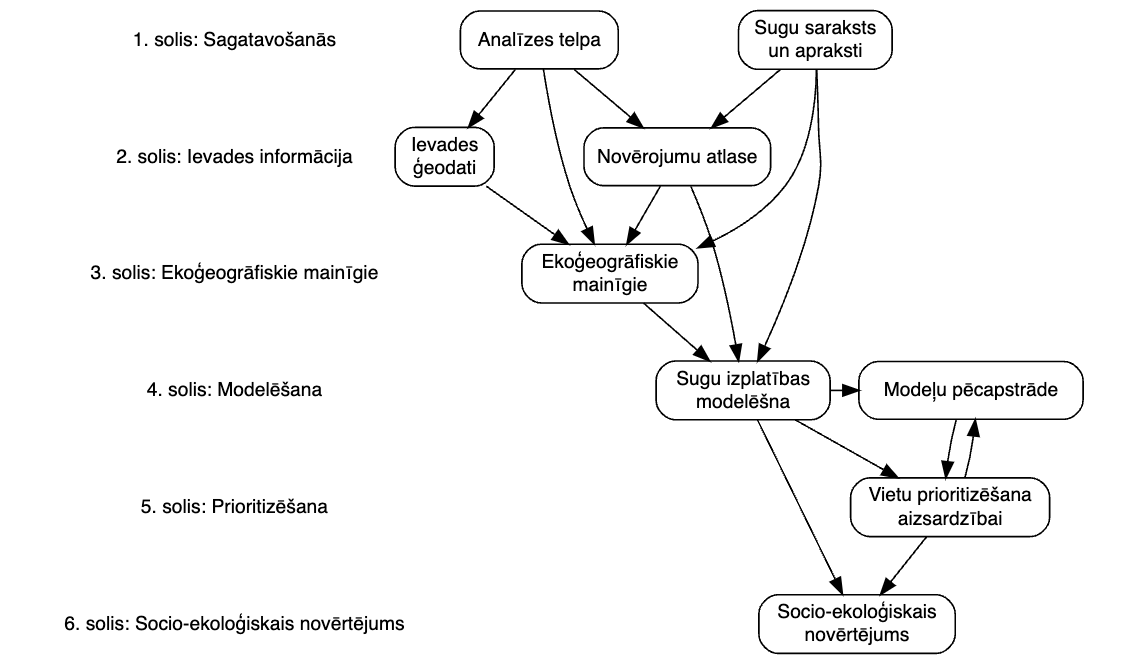 1. solis: Sagatavošanās
Analīzes telpa
Sugu saraksts
un apraksti
2. solis: Ievades informācija
Ievades
ģeodati
Novērojumu atlase
3. solis: Ekoģeogrāfiskie mainīgie
Ekoģeogrāfiskie
mainīgie
4. solis: Modelēšana
Sugu izplatības
modelēšna
Modeļu pēcapstrāde
5. solis: Prioritizēšana
Vietu prioritizēšana
aizsardzībai
6. solis: Socio-ekoloģiskais novērtējums
Socio-ekoloģiskais
novērtējums